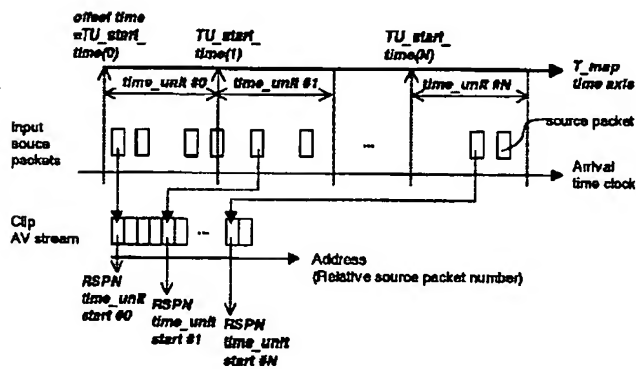 offset time
=TU_start_
time(0)
TU_start_
time(1)
TU_start_
time(N)
T_map
time axis
time_unit #0
time_unit #1
time_unit #N
Input
souce
packets
source packet
...
Arrival
time clock
Clip
AV stream
...
Address
(Relative source packet number)
RSPN
time_unit
start #0
RSPN
time_unit
start #1
RSPN
time_unit
start #N